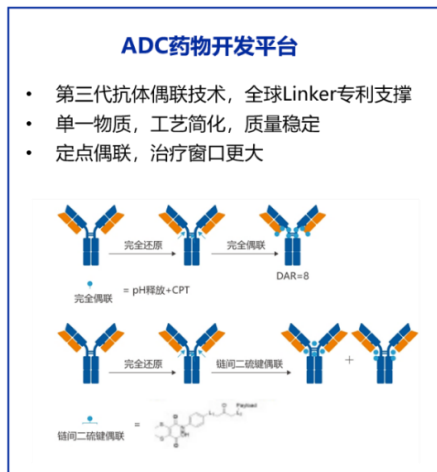 ADC药物开发平台
• 第三代抗体偶联技术，全球Linker专利支撑
• 单一物质，工艺简化，质量稳定
• 定点偶联，治疗窗口更大
完全还原 完全偶联
DAR=8
完全偶联 = pH释放+CPT
完全还原 链间二硫键偶联
+
Payload
链间二硫键偶联 =